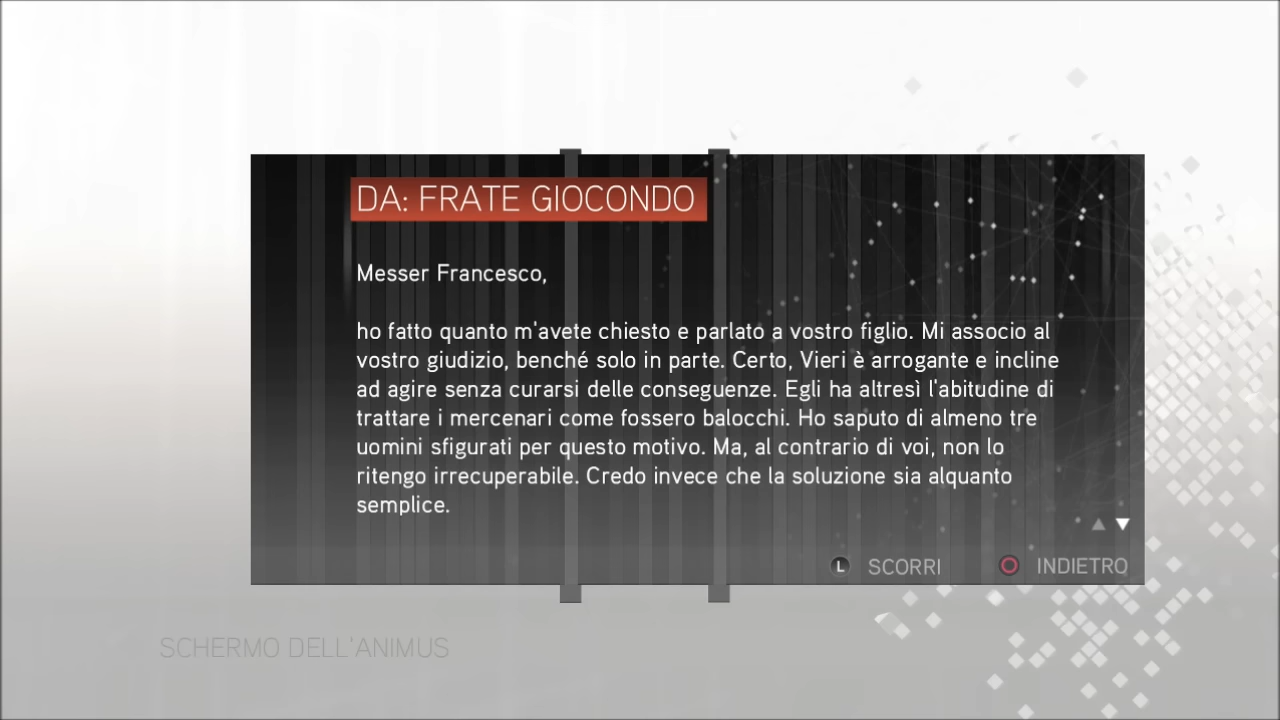 DA: FRATE GIOCONDO
Messer Francesco,
ho fatto quanto m'avete chiesto e parlato a vostro figlio. Mi associo al
vostro giudizio, benché solo in parte. Certo, Vieri è arrogante e incline
ad agire senza curarsi delle conseguenze. Egli ha altresì l'abitudine di
trattare i mercenari come fossero balocchi. Ho saputo di almeno tre
uomini sfigurati per questo motivo. Ma, al contrario di voi, non lo
ritengo irrecuperabile. Credo invece che la soluzione sia alquanto
semplice.
L SCORRI INDIETRO
SCHERMO DELL'ANIMUS